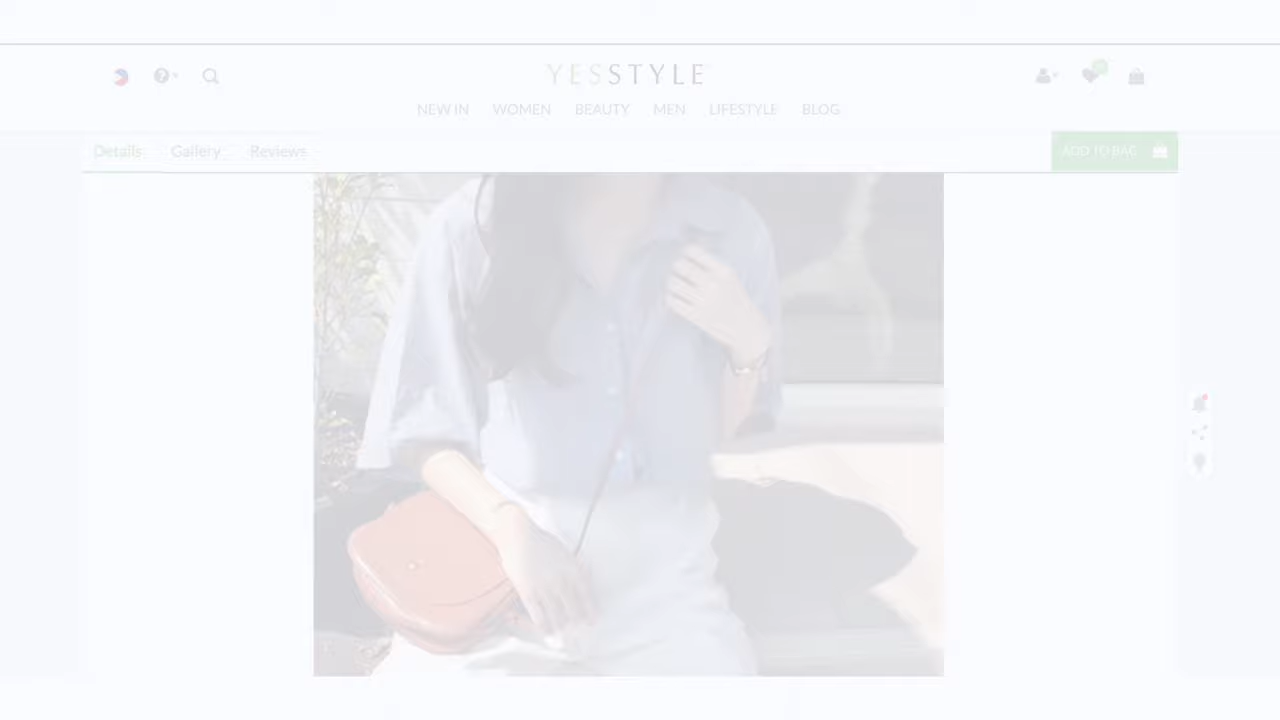 YESSTYLE
NEW IN WOMEN BEAUTY MEN LIFESTYLE BLOG
Details Gallery Reviews ADD TO BAG